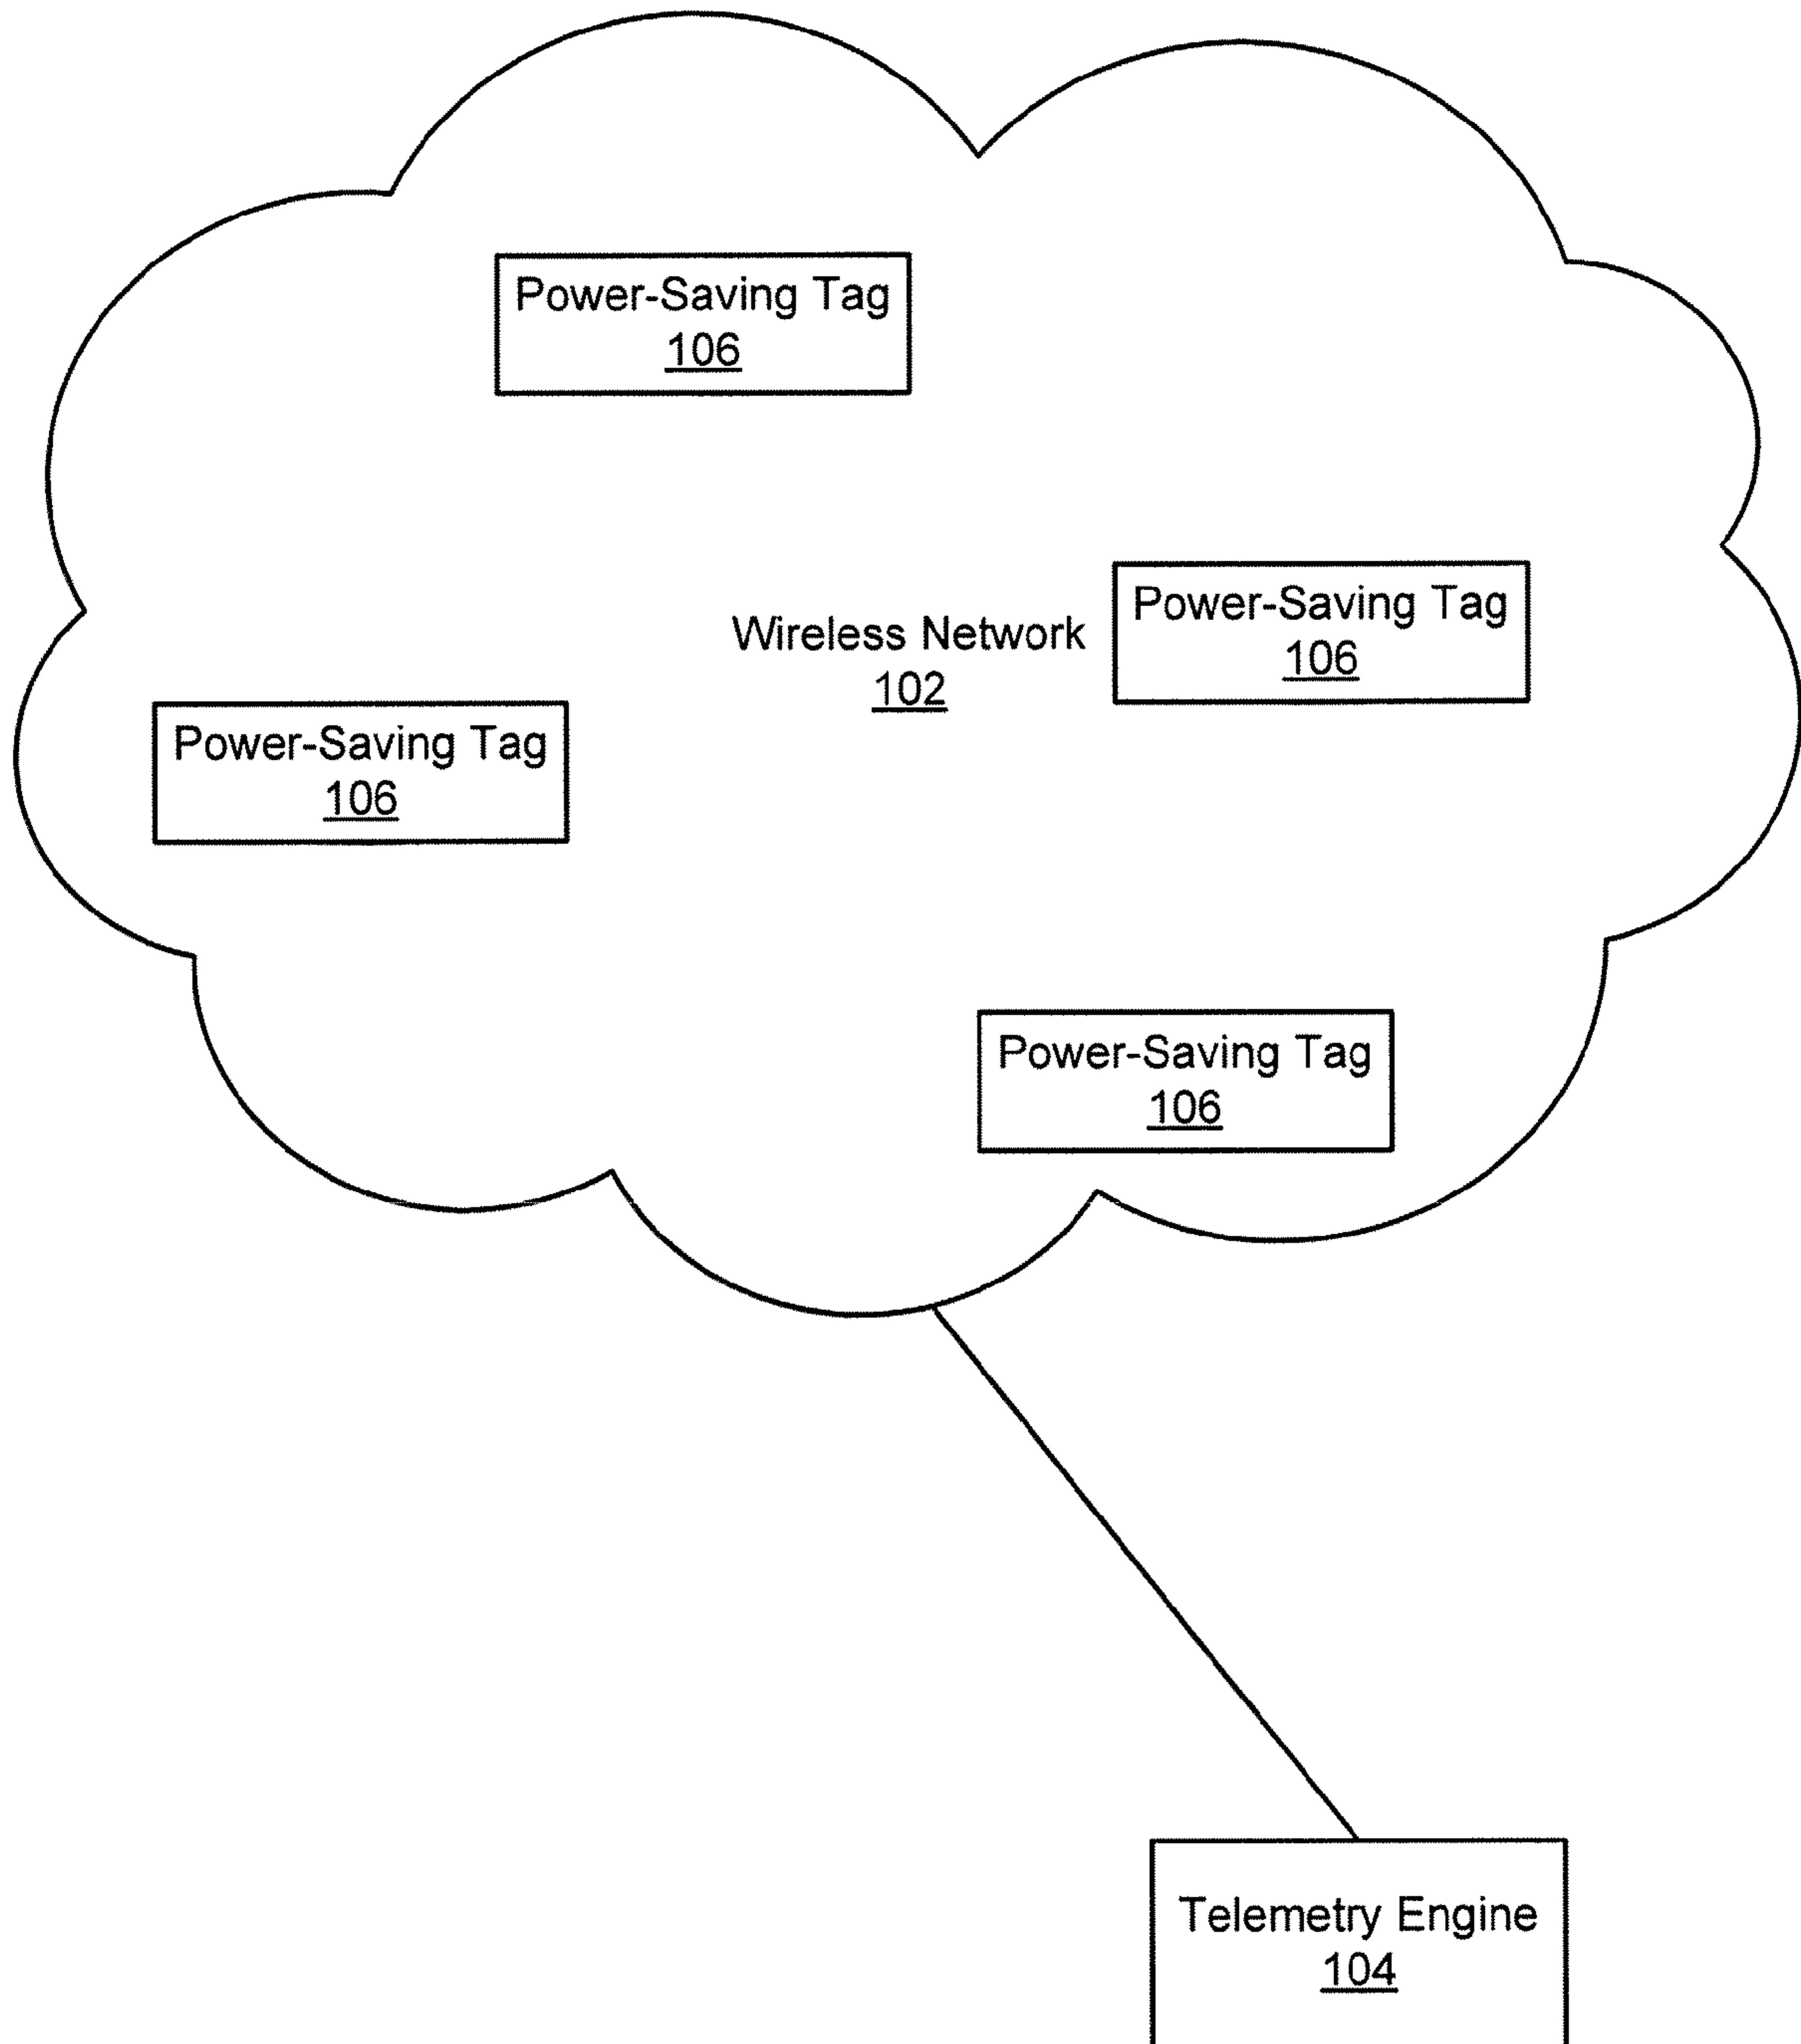 Power-Saving Tag
106
Wireless Network
102
Power-Saving Tag
106
Power-Saving Tag
106
Power-Saving Tag
106
Telemetry Engine
104